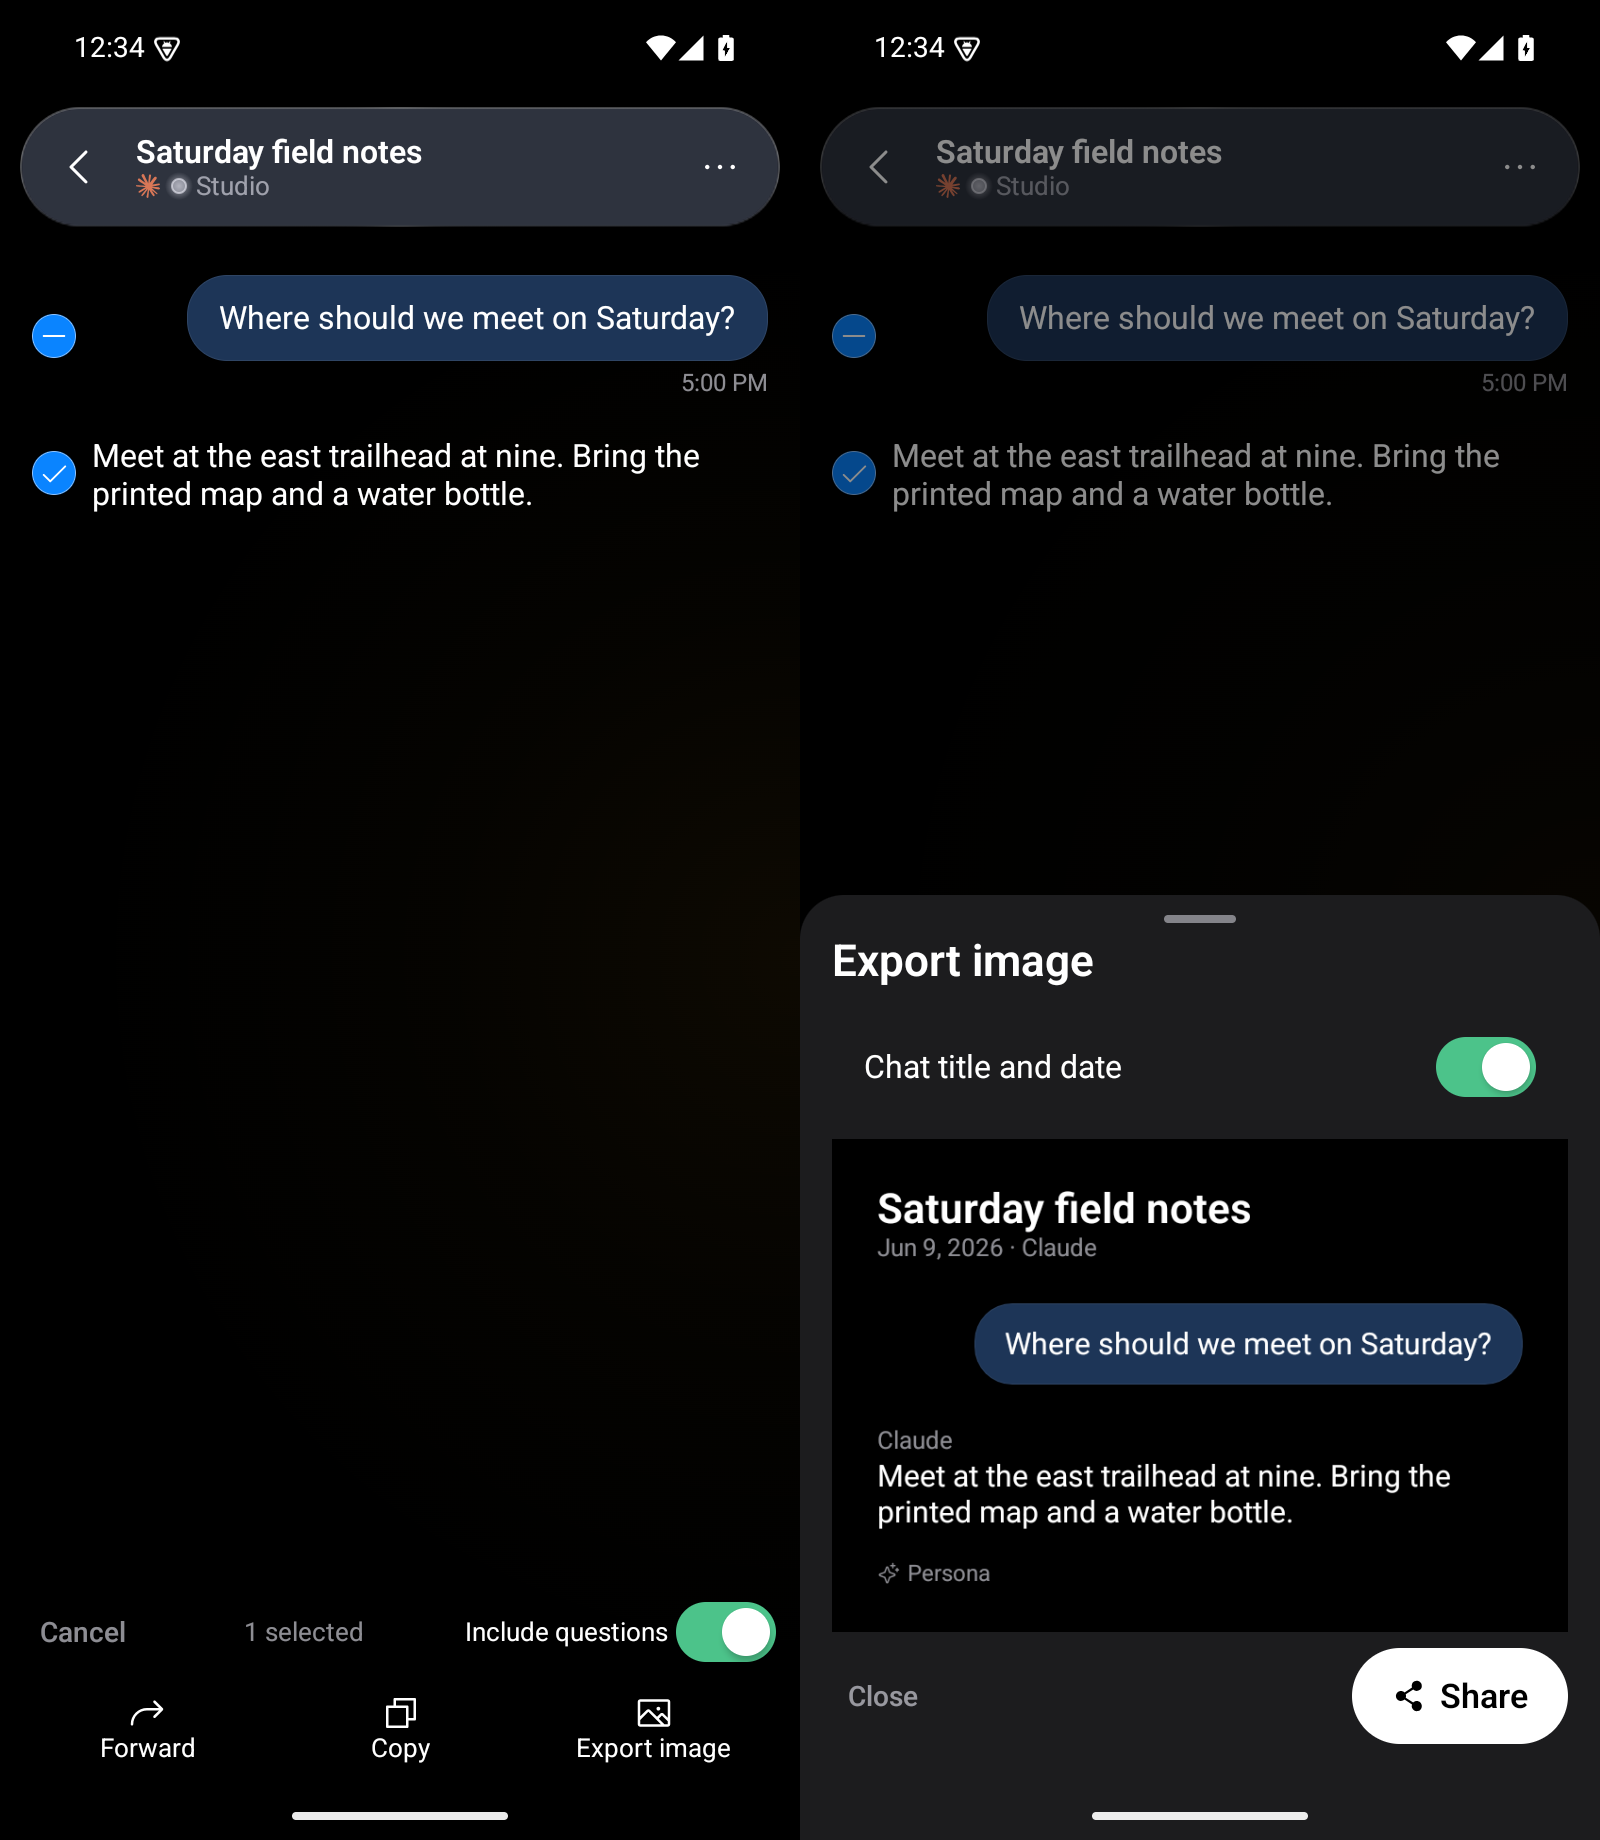 12:34
Saturday field notes
Studio
Where should we meet on Saturday?
5:00 PM
Meet at the east trailhead at nine. Bring the
printed map and a water bottle.
Cancel
1 selected
Include questions
Forward
Copy
Export image
12:34
Saturday field notes
Studio
Where should we meet on Saturday?
5:00 PM
Meet at the east trailhead at nine. Bring the
printed map and a water bottle.
Export image
Chat title and date
Saturday field notes
Jun 9, 2026 · Claude
Where should we meet on Saturday?
Claude
Meet at the east trailhead at nine. Bring the
printed map and a water bottle.
Persona
Close
Share